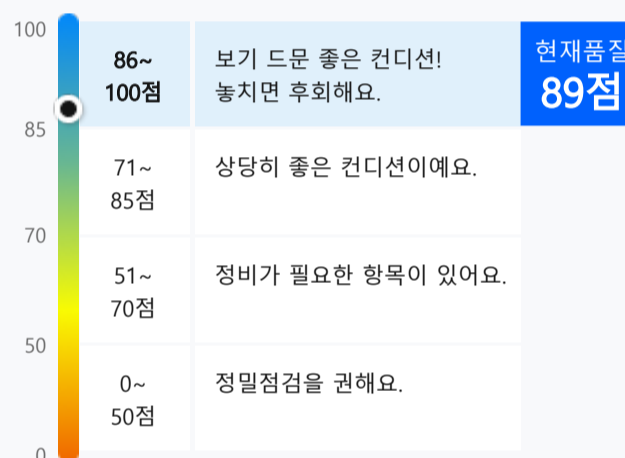 100
86~
100점
보기 드문 좋은 컨디션!
놓치면 후회해요.
현재품질
89점
85
71~
85점
상당히 좋은 컨디션이예요.
70
51~
70점
정비가 필요한 항목이 있어요.
50
0~
50점
정밀점검을 권해요.
0